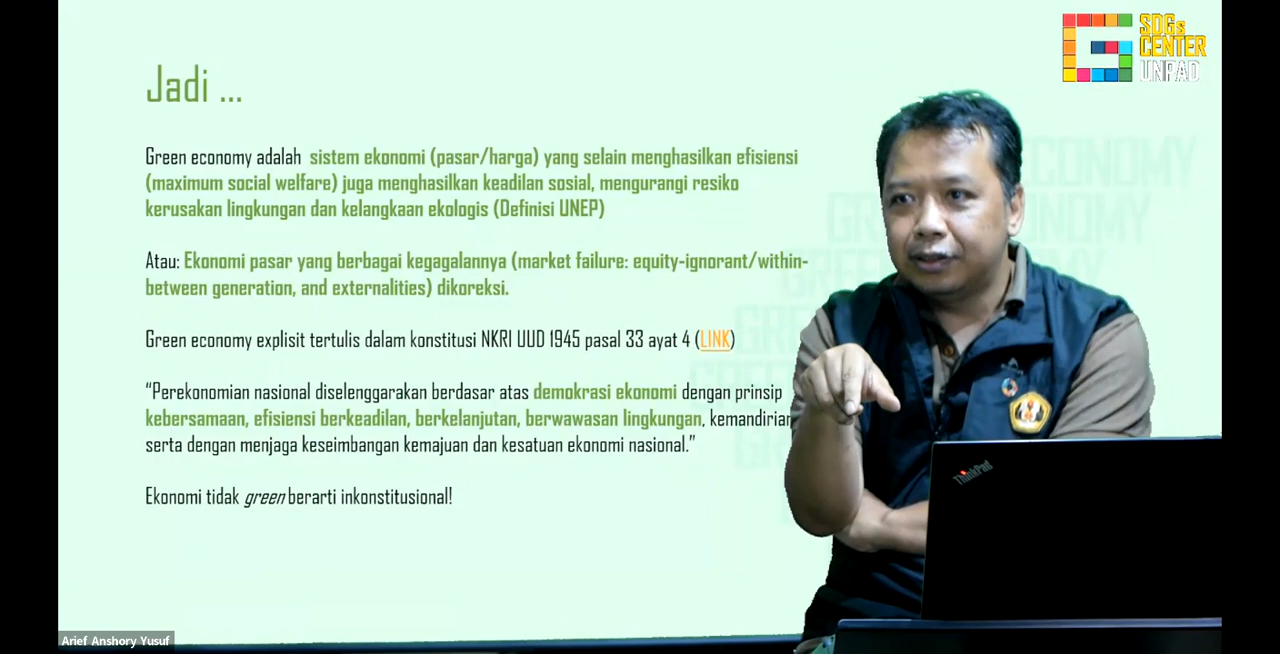 SDGs
CENTER
UNPAD
Jadi ...
Green economy adalah sistem ekonomi (pasar/harga) yang selain menghasilkan efisiensi
(maximum social welfare) juga menghasilkan keadilan sosial, mengurangi resiko
kerusakan lingkungan dan kelangkaan ekologis (Definisi UNEP)
Atau: Ekonomi pasar yang berbagai kegagalannya (market failure: equity-ignorant/within-
between generation, and externalities) dikoreksi.
Green economy explisit tertulis dalam konstitusi NKRI UUD 1945 pasal 33 ayat 4 (LINK)
“Perekonomian nasional diselenggarakan berdasar atas demokrasi ekonomi dengan prinsip
kebersamaan, efisiensi berkeadilan, berkelanjutan, berwawasan lingkungan, kemandirian
serta dengan menjaga keseimbangan kemajuan dan kesatuan ekonomi nasional.”
Ekonomi tidak green berarti inkonstitusional!
ECONOMY
GREEN ECONOMY
ThinkPad
Arief Anshory Yusuf